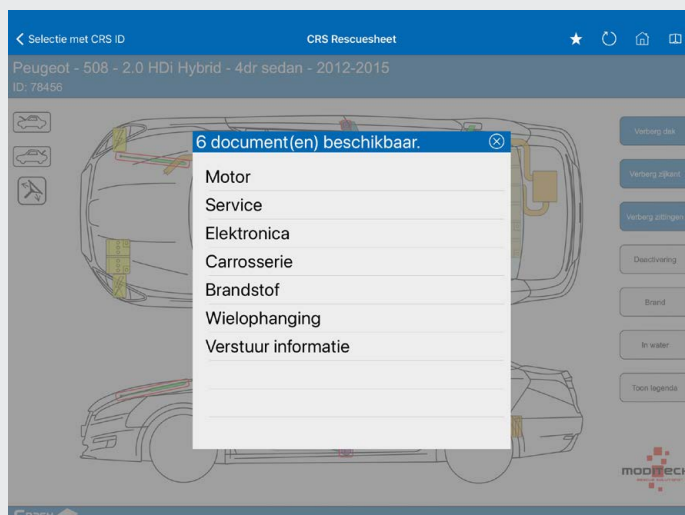 Selectie met CRS ID
CRS Rescuesheet
Peugeot - 508 - 2.0 HDi Hybrid - 4dr sedan - 2012-2015
ID: 78456
6 document(en) beschikbaar.
Motor
Service
Elektronica
Carrosserie
Brandstof
Wielophanging
Verstuur informatie
Verberg dak
Verberg zijkant
Verberg zittingen
Deactivering
Brand
In water
Toon legenda
MODITECH